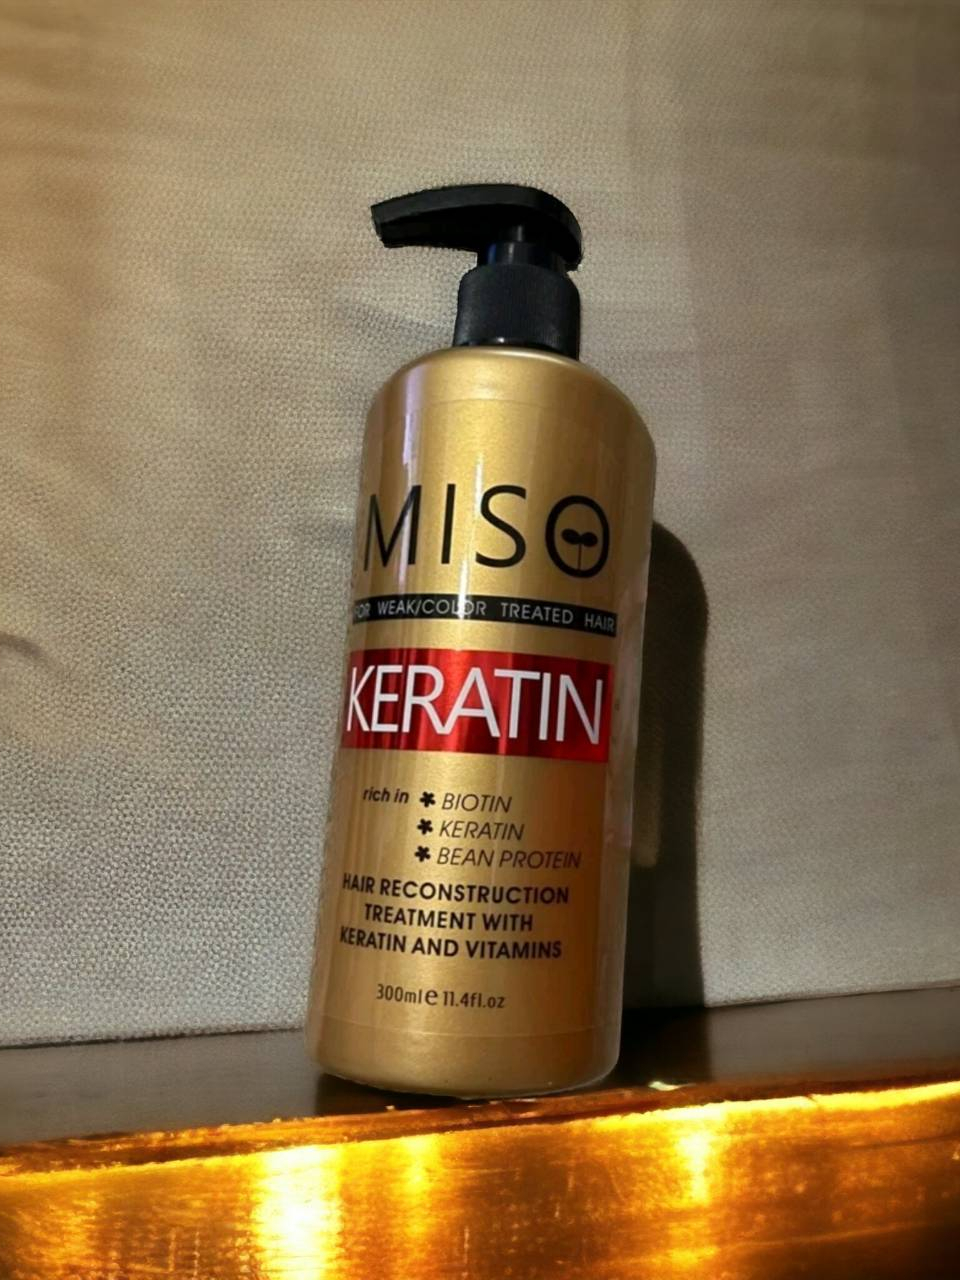 MISO
FOR WEAK/COLOR TREATED HAIR
KERATIN
rich in * BIOTIN
* KERATIN
* BEAN PROTEIN
HAIR RECONSTRUCTION
TREATMENT WITH
KERATIN AND VITAMINS
300ml e 11.4fl.oz